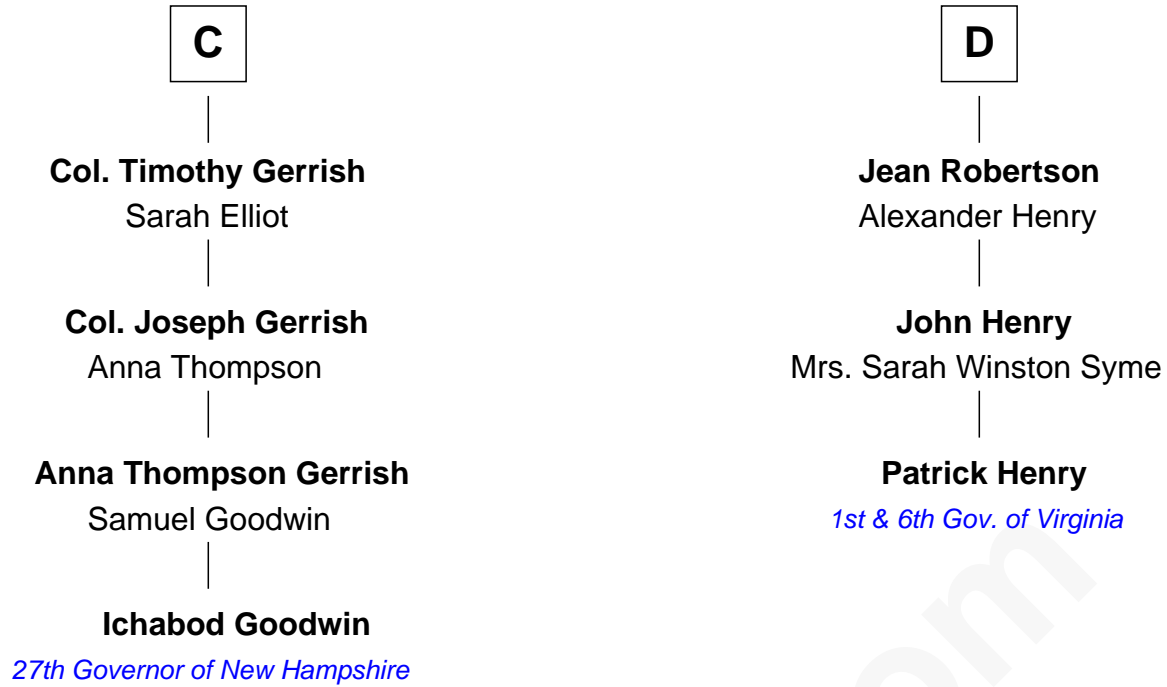 C
Col. Timothy Gerrish
Sarah Elliot
Col. Joseph Gerrish
Anna Thompson
Anna Thompson Gerrish
Samuel Goodwin
Ichabod Goodwin
27th Governor of New Hampshire
D
Jean Robertson
Alexander Henry
John Henry
Mrs. Sarah Winston Syme
Patrick Henry
1st & 6th Gov. of Virginia
om